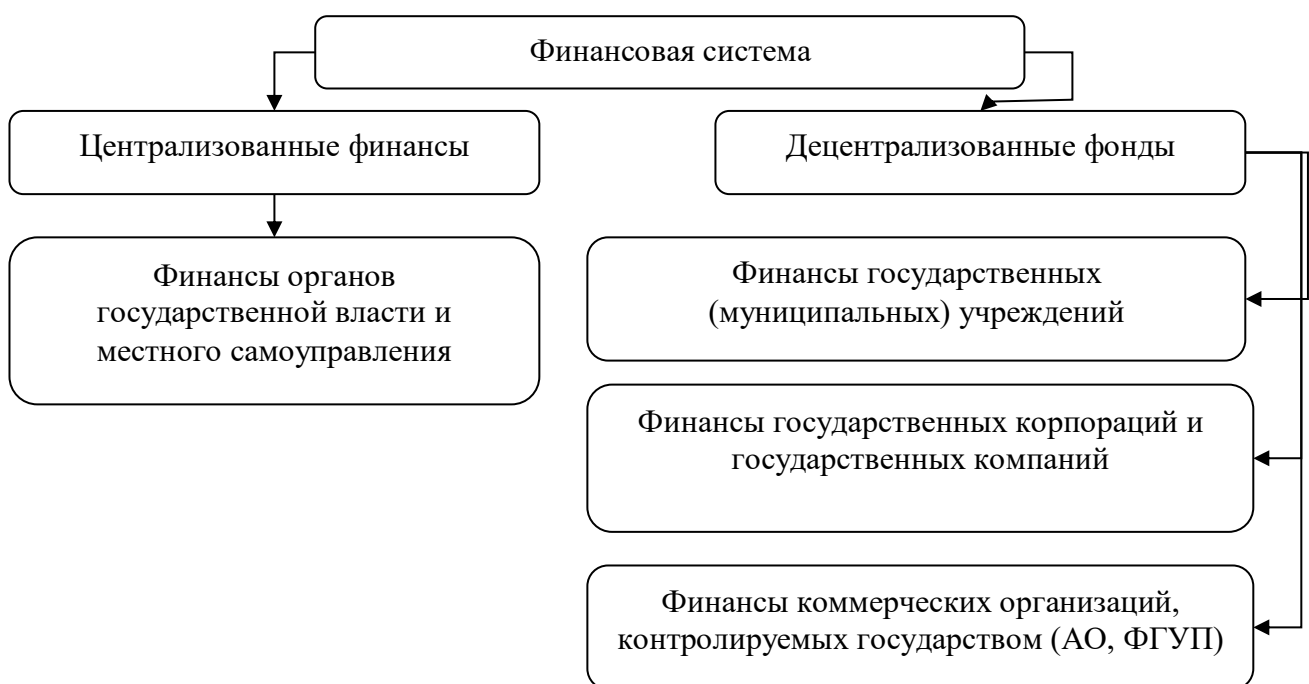 Финансовая система
Централизованные финансы
Децентрализованные фонды
Финансы органов
государственной власти и
местного самоуправления
Финансы государственных
(муниципальных) учреждений
Финансы государственных корпораций и
государственных компаний
Финансы коммерческих организаций,
контролируемых государством (АО, ФГУП)